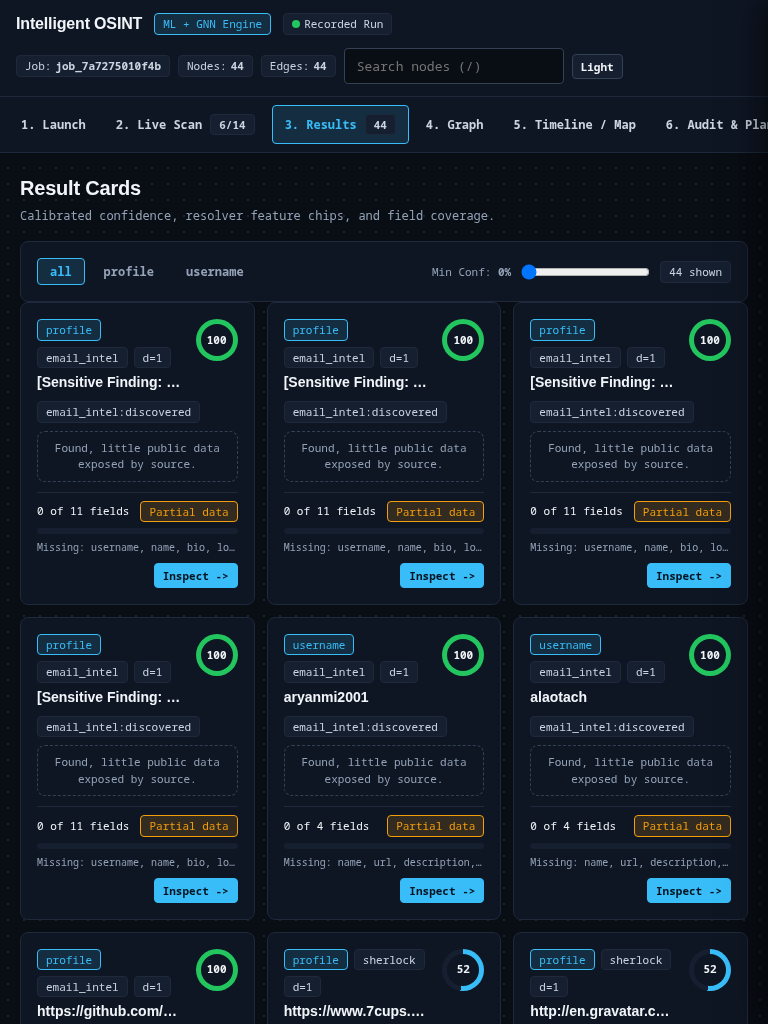 Intelligent OSINT ML + GNN Engine Recorded Run
Job: job_7a7275010f4b Nodes: 44 Edges: 44 Search nodes (/) Light
1. Launch 2. Live Scan 6/14 3. Results 44 4. Graph 5. Timeline / Map 6. Audit &
Result Cards
Calibrated confidence, resolver feature chips, and field coverage.
all profile username Min Conf: 0% 44 shown
profile 100 profile 100 profile 100
email_intel d=1 email_intel d=1 email_intel d=1
[Sensitive Finding: … [Sensitive Finding: … [Sensitive Finding: …
email_intel:discovered email_intel:discovered email_intel:discovered
Found, little public data Found, little public data Found, little public data
exposed by source. exposed by source. exposed by source.
0 of 11 fields Partial data 0 of 11 fields Partial data 0 of 11 fields Partial data
Missing: username, name, bio, lo… Missing: username, name, bio, lo… Missing: username, name, bio, lo…
Inspect -> Inspect -> Inspect ->
profile 100 username 100 username 100
email_intel d=1 email_intel d=1 email_intel d=1
[Sensitive Finding: … aryanmi2001 alaotach
email_intel:discovered email_intel:discovered email_intel:discovered
Found, little public data Found, little public data Found, little public data
exposed by source. exposed by source. exposed by source.
0 of 11 fields Partial data 0 of 4 fields Partial data 0 of 4 fields Partial data
Missing: username, name, bio, lo… Missing: name, url, description,… Missing: name, url, description,…
Inspect -> Inspect -> Inspect ->
profile 100 profile sherlock 52 profile sherlock 52
email_intel d=1 d=1 d=1
https://github.com/… https://www.7cups.… http://en.gravatar.c…